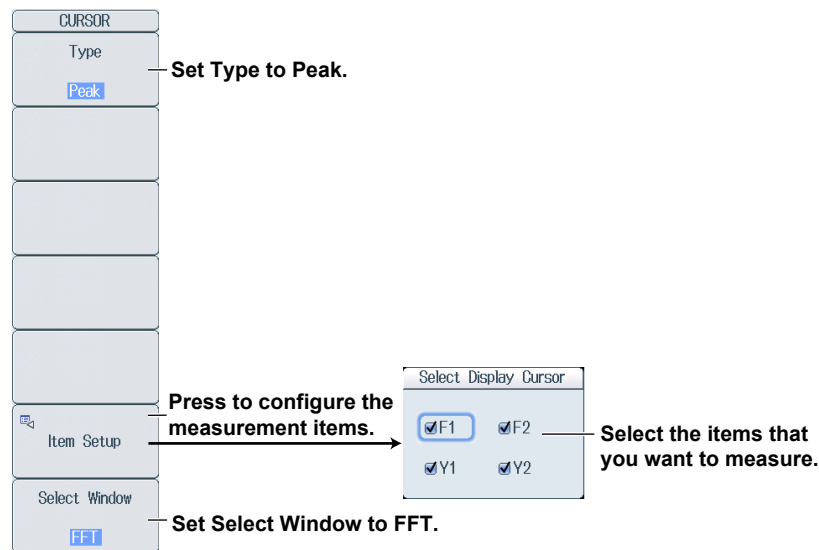 CURSOR
Type
Peak
Set Type to Peak.
Item Setup
Press to configure the
measurement items.
Select Display Cursor
F1 F2
Y1 Y2
Select the items that
you want to measure.
Select Window
FFT
Set Select Window to FFT.